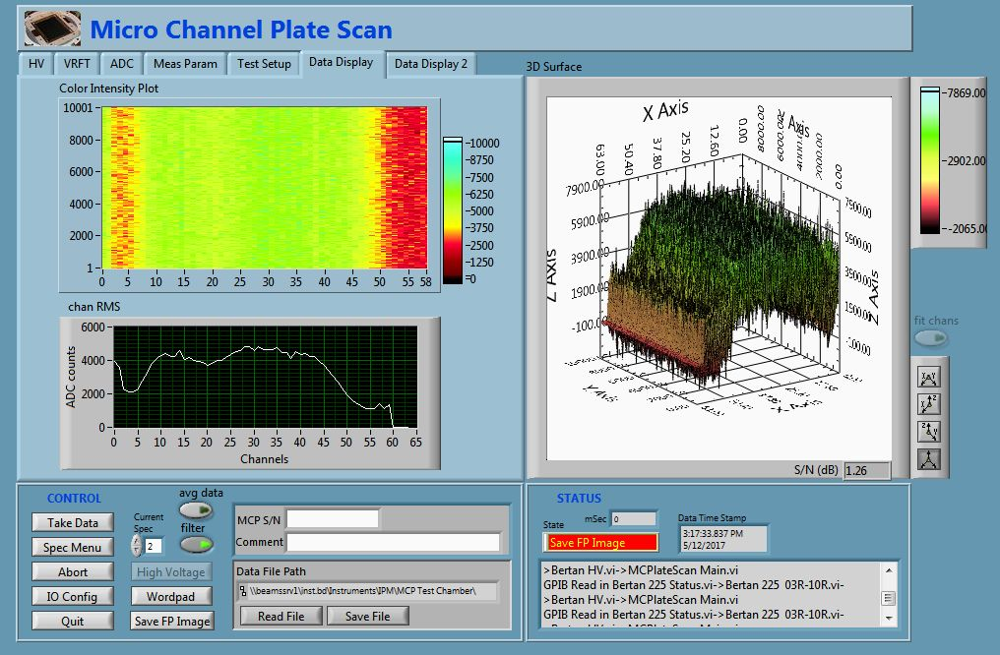 Micro Channel Plate Scan
HV VRFT ADC Meas Param Test Setup Data Display Data Display 2
Color Intensity Plot
10001
8000
6000
4000
2000
1
0 5 10 15 20 25 30 35 40 45 50 55 58
10000
8750
7500
6250
5000
3750
2500
1250
0
chan RMS
6000
4000
2000
0
ADC counts
0 5 10 15 20 25 30 35 40 45 50 55 60 65
Channels
3D Surface
X Axis
63.00 50.40 37.80 25.20 12.60 0.00
8000.00 6000.00 4000.00 2000.00 0.00
Axis
7900.00
5900.00
3900.00
1900.00
-100.00
Z Axis
7900.00
5900.00
3900.00
1900.00
-100.00
Z Axis
Y Axis
X Axis
7869.00
2902.00
-2065.00
fit chans
S/N (dB) 1.26
CONTROL
Take Data
Spec Menu
Abort
IO Config
Quit
Current
Spec
2
avg data
filter
High Voltage
Wordpad
Save FP Image
MCP S/N
Comment
Data File Path
\\beamssrv1\inst.bd\Instruments\IPM\MCP Test Chamber\
Read File Save File
STATUS
State
Save FP Image
mSec 0
Data Time Stamp
3:17:33.837 PM
5/12/2017
>Bertan HV.vi->MCPlateScan Main.vi
GPIB Read in Bertan 225 Status.vi->Bertan 225 03R-10R.vi-
>Bertan HV.vi->MCPlateScan Main.vi
GPIB Read in Bertan 225 Status.vi->Bertan 225 03R-10R.vi-